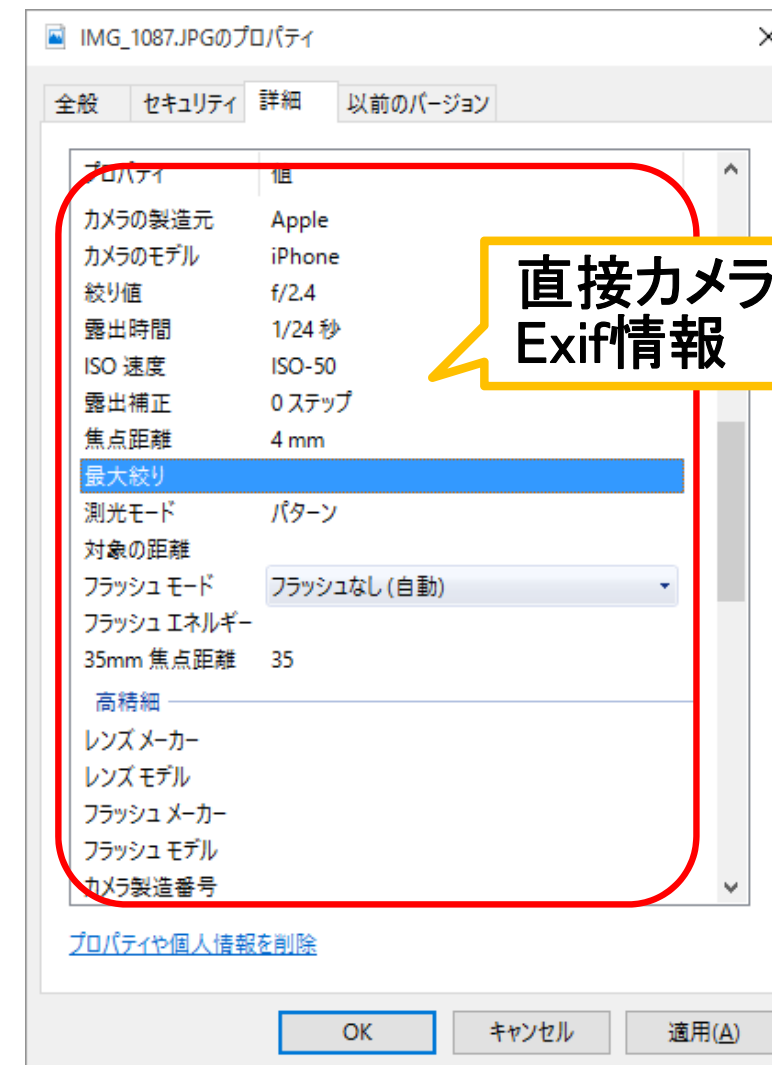 IMG_1087.JPGのプロパティ
全般 セキュリティ 詳細 以前のバージョン
プロパティ 値
カメラの製造元 Apple
カメラのモデル iPhone
絞り値 f/2.4
露出時間 1/24 秒
ISO 速度 ISO-50
露出補正 0 ステップ
焦点距離 4 mm
最大絞り
測光モード パターン
対象の距離
フラッシュ モード フラッシュなし (自動)
フラッシュ エネルギー
35mm 焦点距離 35
高精細
レンズ メーカー
レンズ モデル
フラッシュ メーカー
フラッシュ モデル
カメラ製造番号
直接カメラ
Exif情報
プロパティや個人情報を削除
OK キャンセル 適用(A)